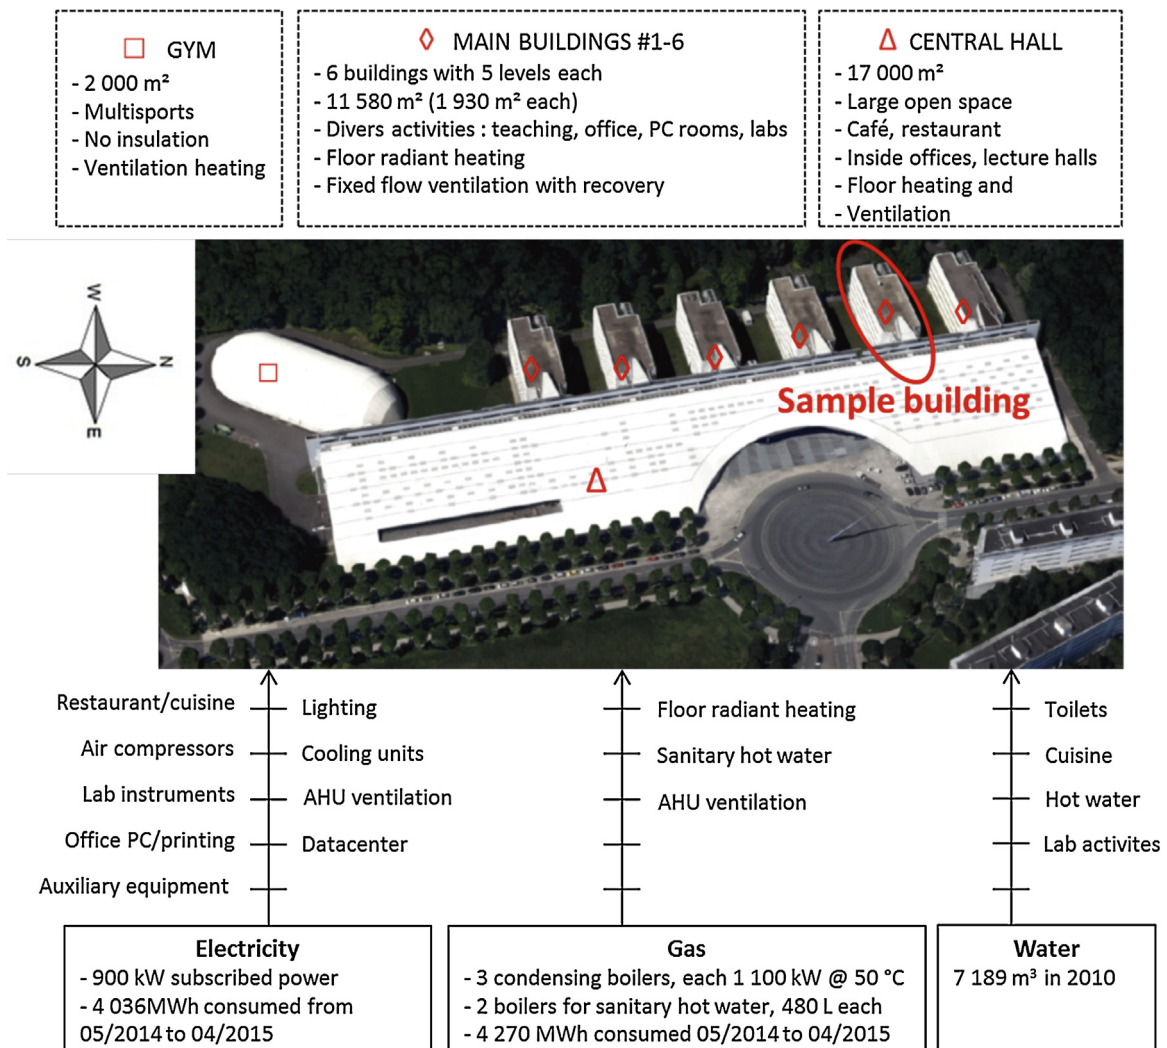 GYM
- 2 000 m²
- Multisports
- No insulation
- Ventilation heating
MAIN BUILDINGS #1-6
- 6 buildings with 5 levels each
- 11 580 m² (1 930 m² each)
- Divers activities : teaching, office, PC rooms, labs
- Floor radiant heating
- Fixed flow ventilation with recovery
CENTRAL HALL
- 17 000 m²
- Large open space
- Café, restaurant
- Inside offices, lecture halls
- Floor heating and
- Ventilation
W
S
N
E
Sample building
Restaurant/cuisine
Air compressors
Lab instruments
Office PC/printing
Auxiliary equipment
Lighting
Cooling units
AHU ventilation
Datacenter
Floor radiant heating
Sanitary hot water
AHU ventilation
Toilets
Cuisine
Hot water
Lab activites
Electricity
- 900 kW subscribed power
- 4 036MWh consumed from
05/2014 to 04/2015
Gas
- 3 condensing boilers, each 1 100 kW @ 50 °C
- 2 boilers for sanitary hot water, 480 L each
- 4 270 MWh consumed 05/2014 to 04/2015
Water
7 189 m³ in 2010